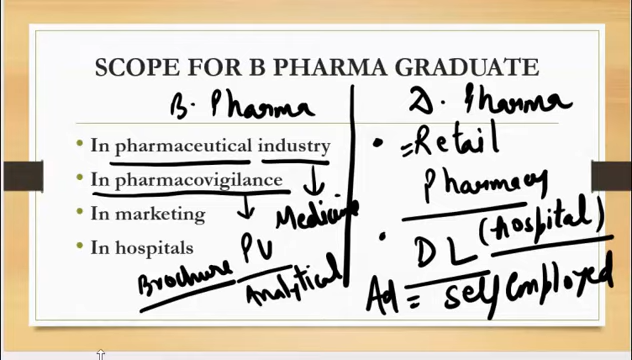 SCOPE FOR B PHARMA GRADUATE
B. Pharma
• In pharmaceutical industry
• In pharmacovigilance
• In marketing
• In hospitals
Medicine
PV
Brochure
Analytical
D. Pharma
• = Retail
Pharmacy
• DL (hospital)
Ad = Self Employed